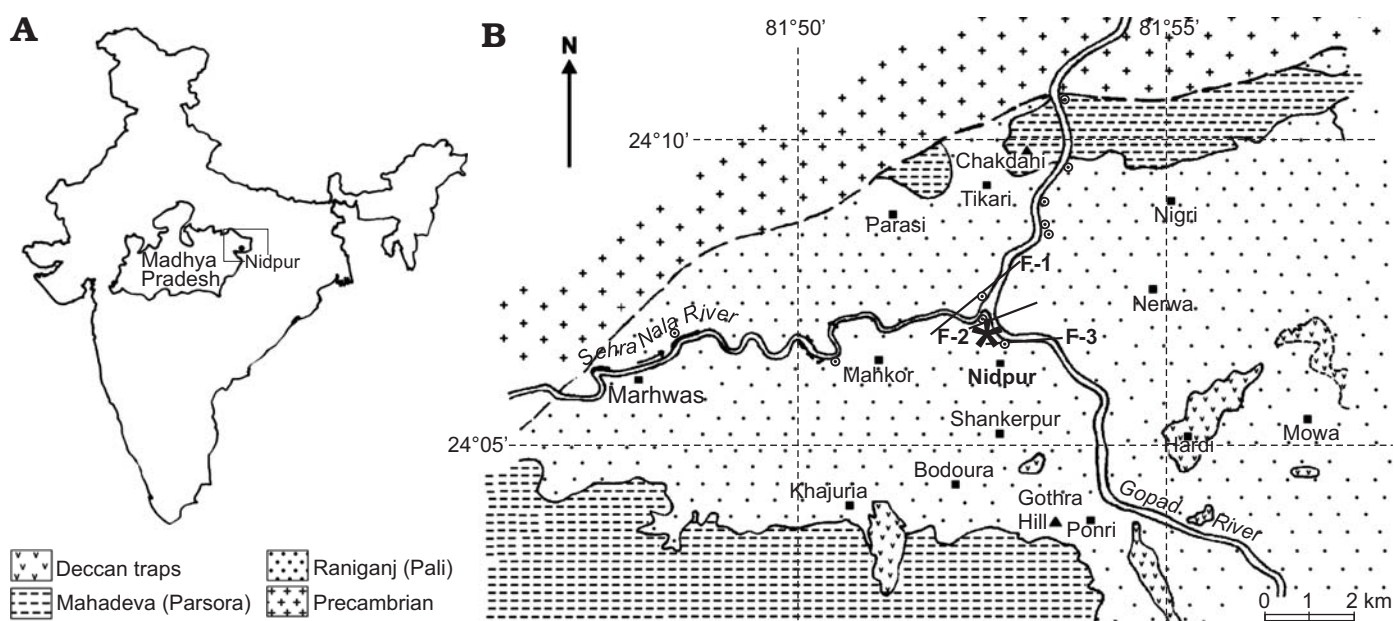 A
Madhya
Pradesh
Nidpur
Deccan traps
Raniganj (Pali)
Mahadeva (Parsora)
Precambrian
B
81°50’
81°55’
N
24°10’
Chakdahi
Tikari
Parasi
Nigri
F-1
Nerwa
Sehra Nala River
F-2
F-3
Mahkor
Nidpur
Marhwas
Shankerpur
Mowa
24°05’
Hardi
Bodoura
Khajuria
Gothra
Hill
Ponri
Gopad River
0 1 2 km